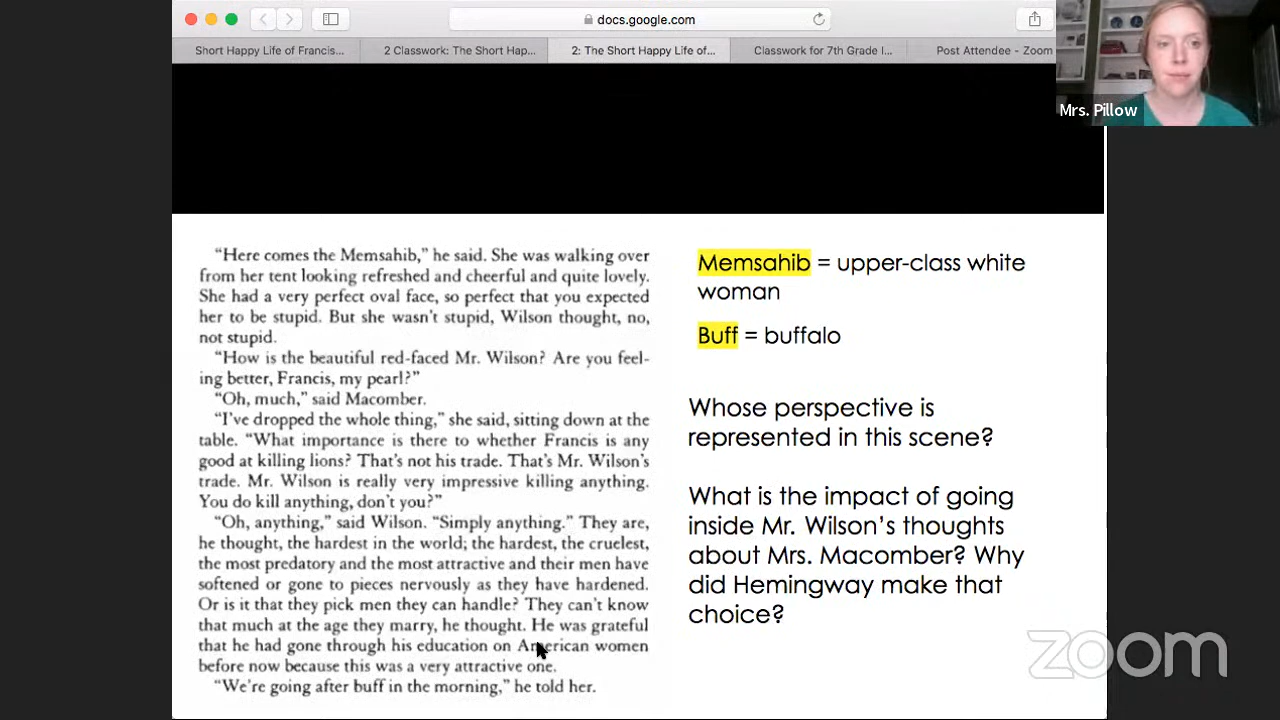 docs.google.com
Short Happy Life of Francis...
2 Classwork: The Short Hap...
2: The Short Happy Life of...
Classwork for 7th Grade I...
Post Attendee - Zoom
Mrs. Pillow
“Here comes the Memsahib,” he said. She was walking over
from her tent looking refreshed and cheerful and quite lovely.
She had a very perfect oval face, so perfect that you expected
her to be stupid. But she wasn't stupid, Wilson thought, no,
not stupid.
“How is the beautiful red-faced Mr. Wilson? Are you feel-
ing better, Francis, my pearl?”
“Oh, much,” said Macomber.
“I've dropped the whole thing,” she said, sitting down at the
table. “What importance is there to whether Francis is any
good at killing lions? That's not his trade. That's Mr. Wilson's
trade. Mr. Wilson is really very impressive killing anything.
You do kill anything, don't you?”
“Oh, anything,” said Wilson. “Simply anything.” They are,
he thought, the hardest in the world; the hardest, the cruelest,
the most predatory and the most attractive and their men have
softened or gone to pieces nervously as they have hardened.
Or is it that they pick men they can handle? They can't know
that much at the age they marry, he thought. He was grateful
that he had gone through his education on American women
before now because this was a very attractive one.
“We're going after buff in the morning,” he told her.
Memsahib = upper-class white
woman
Buff = buffalo
Whose perspective is
represented in this scene?
What is the impact of going
inside Mr. Wilson’s thoughts
about Mrs. Macomber? Why
did Hemingway make that
choice?
zoom